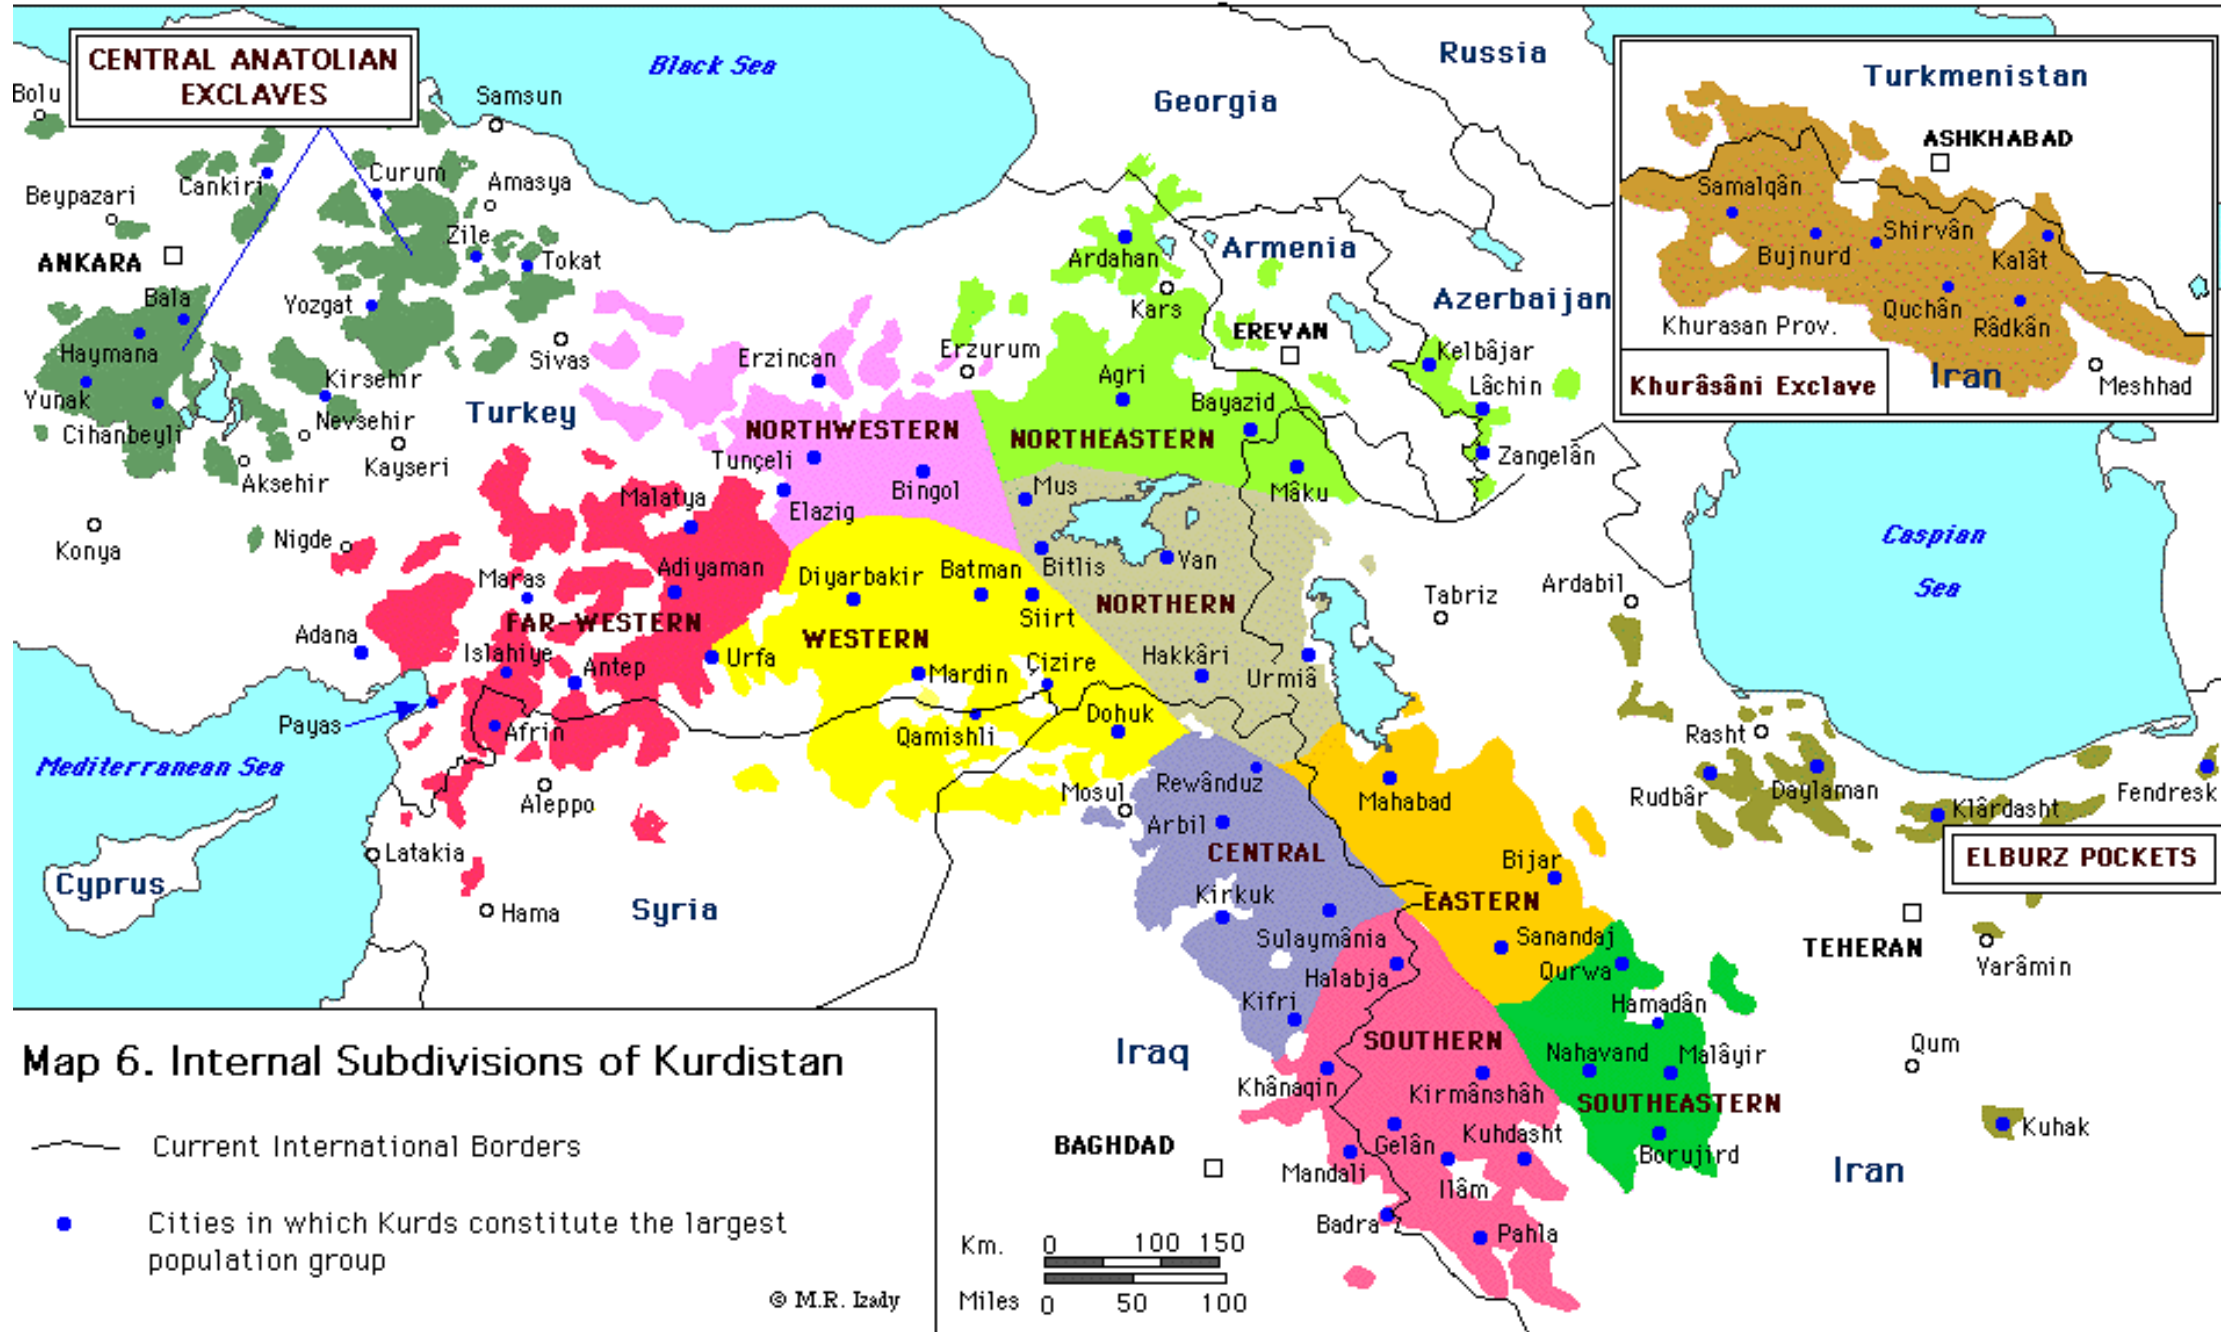 CENTRAL ANATOLIAN
EXCLAVES
Black Sea
Russia
Georgia
Turkmenistan
ASHKHABAD
Samalqân
Shirvân
Bujnurd
Kalât
Quchân
Râdkân
Khurasan Prov.
Iran
Khurâsâni Exclave
Meshhad
Bolu
Samsun
Cankiri
Curum
Amasya
Beypazari
Zile
Tokat
ANKARA
Bala
Yozgat
Haymana
Sivas
Kirsehir
Yunak
Nevsehir
Cihanbeyli
Kayseri
Aksehir
Turkey
Konya
Nigde
Ardahan
Armenia
Azerbaijan
Kars
EREVAN
Erzincan
Erzurum
Kelbâjar
Lâchin
Agri
Bayazid
NORTHWESTERN
NORTHEASTERN
Zangelân
Tunçeli
Bingol
Mus
Mâku
Malatya
Elazig
Caspian
Sea
Maras
Adiyaman
Diyarbakir
Batman
Bitlis
Van
Siirt
NORTHERN
Tabriz
Ardabil
FAR-WESTERN
WESTERN
Adana
Islahiye
Antep
Urfa
Mardin
Çizire
Hakkâri
Urmiâ
Payas
Afrin
Qamishli
Dohuk
Rasht
Mediterranean Sea
Aleppo
Mosul
Rewânduz
Mahabad
Rudbâr
Daylaman
Klârdasht
Fendresk
Arbil
CENTRAL
Latakia
Bijar
ELBURZ POCKETS
Cyprus
Kirkuk
EASTERN
Hama
Syria
Sulaymânia
Sanandaj
TEHERAN
Halabja
Qurwa
Varâmin
Kifri
Hamadân
Iraq
SOUTHERN
Nahavand
Malâyir
Qum
Khânaqin
Kirmânshâh
SOUTHEASTERN
Kuhak
BAGHDAD
Gelân
Kuhdasht
Mandali
Borujird
Iran
Ilâm
Badra
Pahla
Map 6. Internal Subdivisions of Kurdistan
Current International Borders
Cities in which Kurds constitute the largest
population group
© M.R. Izady
Km. 0 100 150
Miles 0 50 100